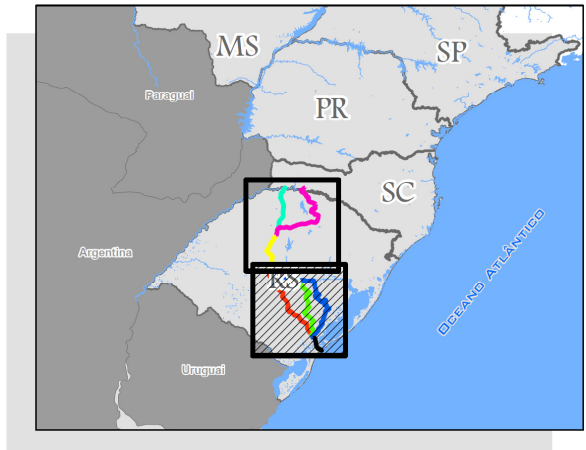 MS
SP
Paraguai
PR
SC
OCEANO ATLÂNTICO
Argentina
RS
Uruguai